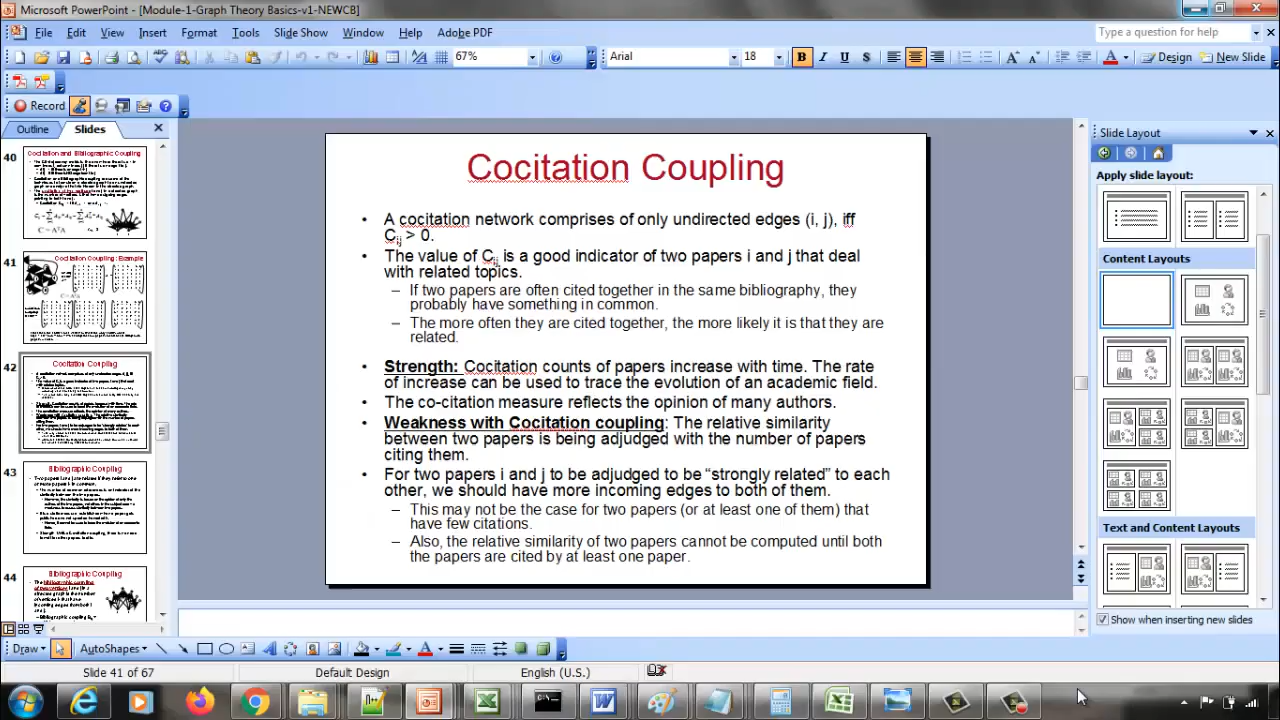 Microsoft PowerPoint - [Module-1-Graph Theory Basics-v1-NEWCB]
File Edit View Insert Format Tools Slide Show Window Help Adobe PDF
Type a question for help
67%
Arial
18
B I U S
Design
New Slide
Record
Outline
Slides
Slide Layout
Apply slide layout:
Content Layouts
Text and Content Layouts
Show when inserting new slides
40
Cocitation and Bibliographic Coupling
41
Cocitation Coupling: Example
42
Cocitation Coupling
43
Bibliographic Coupling
44
Bibliographic Coupling
Cocitation Coupling
• A cocitation network comprises of only undirected edges (i, j), iff
Cij > 0.
• The value of Cij is a good indicator of two papers i and j that deal
with related topics.
– If two papers are often cited together in the same bibliography, they
probably have something in common.
– The more often they are cited together, the more likely it is that they are
related.
• Strength: Cocitation counts of papers increase with time. The rate
of increase can be used to trace the evolution of an academic field.
• The co-citation measure reflects the opinion of many authors.
• Weakness with Cocitation coupling: The relative similarity
between two papers is being adjudged with the number of papers
citing them.
• For two papers i and j to be adjudged to be “strongly related” to each
other, we should have more incoming edges to both of them.
– This may not be the case for two papers (or at least one of them) that
have few citations.
– Also, the relative similarity of two papers cannot be computed until both
the papers are cited by at least one paper.
Draw
AutoShapes
Slide 41 of 67
Default Design
English (U.S.)